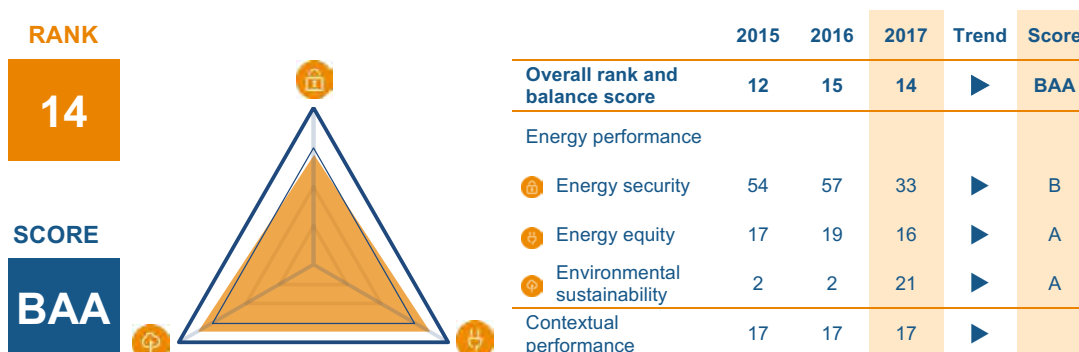 RANK
14
SCORE
BAA
2015 2016 2017 Trend Score
Overall rank and
balance score 12 15 14 BAA
Energy performance
Energy security 54 57 33 B
Energy equity 17 19 16 A
Environmental
sustainability 2 2 21 A
Contextual
performance 17 17 17